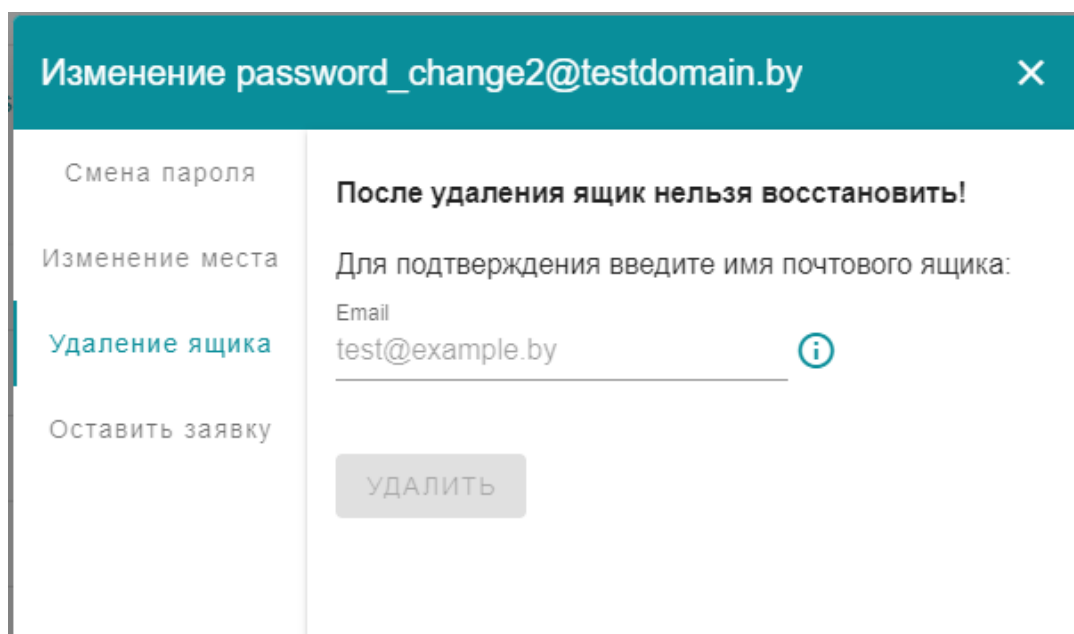 Изменение password_change2@testdomain.by
Смена пароля
Изменение места
Удаление ящика
Оставить заявку
После удаления ящик нельзя восстановить!
Для подтверждения введите имя почтового ящика:
Email
test@example.by
УДАЛИТЬ